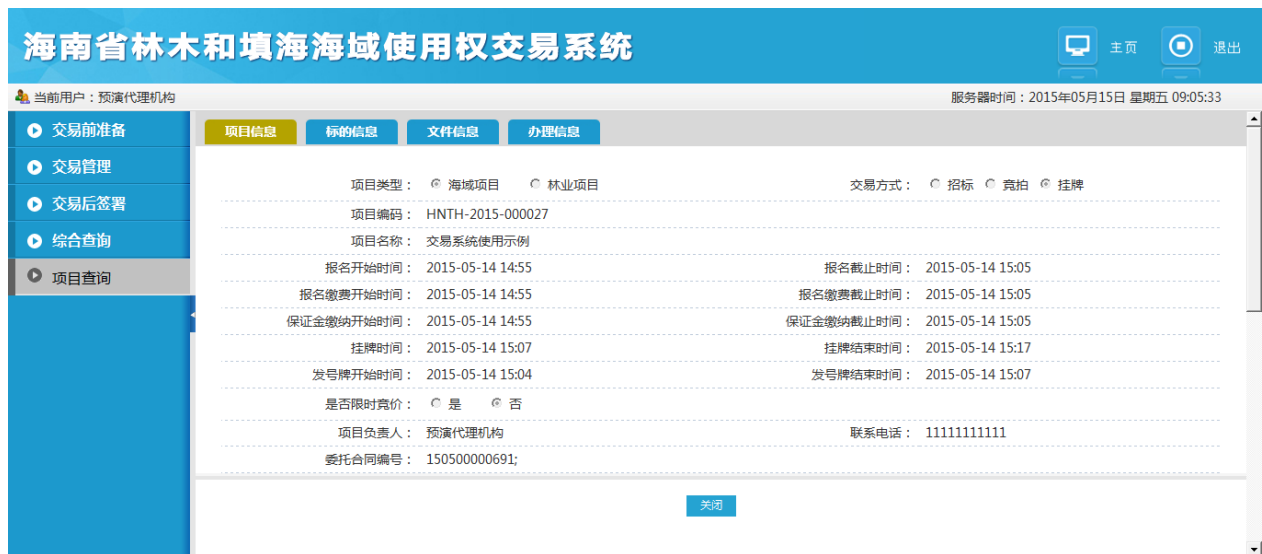 海南省林木和填海海域使用权交易系统 主页 退出
当前用户：预演代理机构 服务器时间：2015年05月15日 星期五 09:05:33
交易前准备
交易管理
交易后签署
综合查询
项目查询
项目信息 标的信息 文件信息 办理信息
项目类型： 海域项目 林业项目 交易方式： 招标 竞拍 挂牌
项目编码： HNTH-2015-000027
项目名称： 交易系统使用示例
报名开始时间： 2015-05-14 14:55 报名截止时间： 2015-05-14 15:05
报名缴费开始时间： 2015-05-14 14:55 报名缴费截止时间： 2015-05-14 15:05
保证金缴纳开始时间： 2015-05-14 14:55 保证金缴纳截止时间： 2015-05-14 15:05
挂牌时间： 2015-05-14 15:07 挂牌结束时间： 2015-05-14 15:17
发号牌开始时间： 2015-05-14 15:04 发号牌结束时间： 2015-05-14 15:07
是否限时竞价： 是 否
项目负责人： 预演代理机构 联系电话： 11111111111
委托合同编号： 150500000691;
关闭